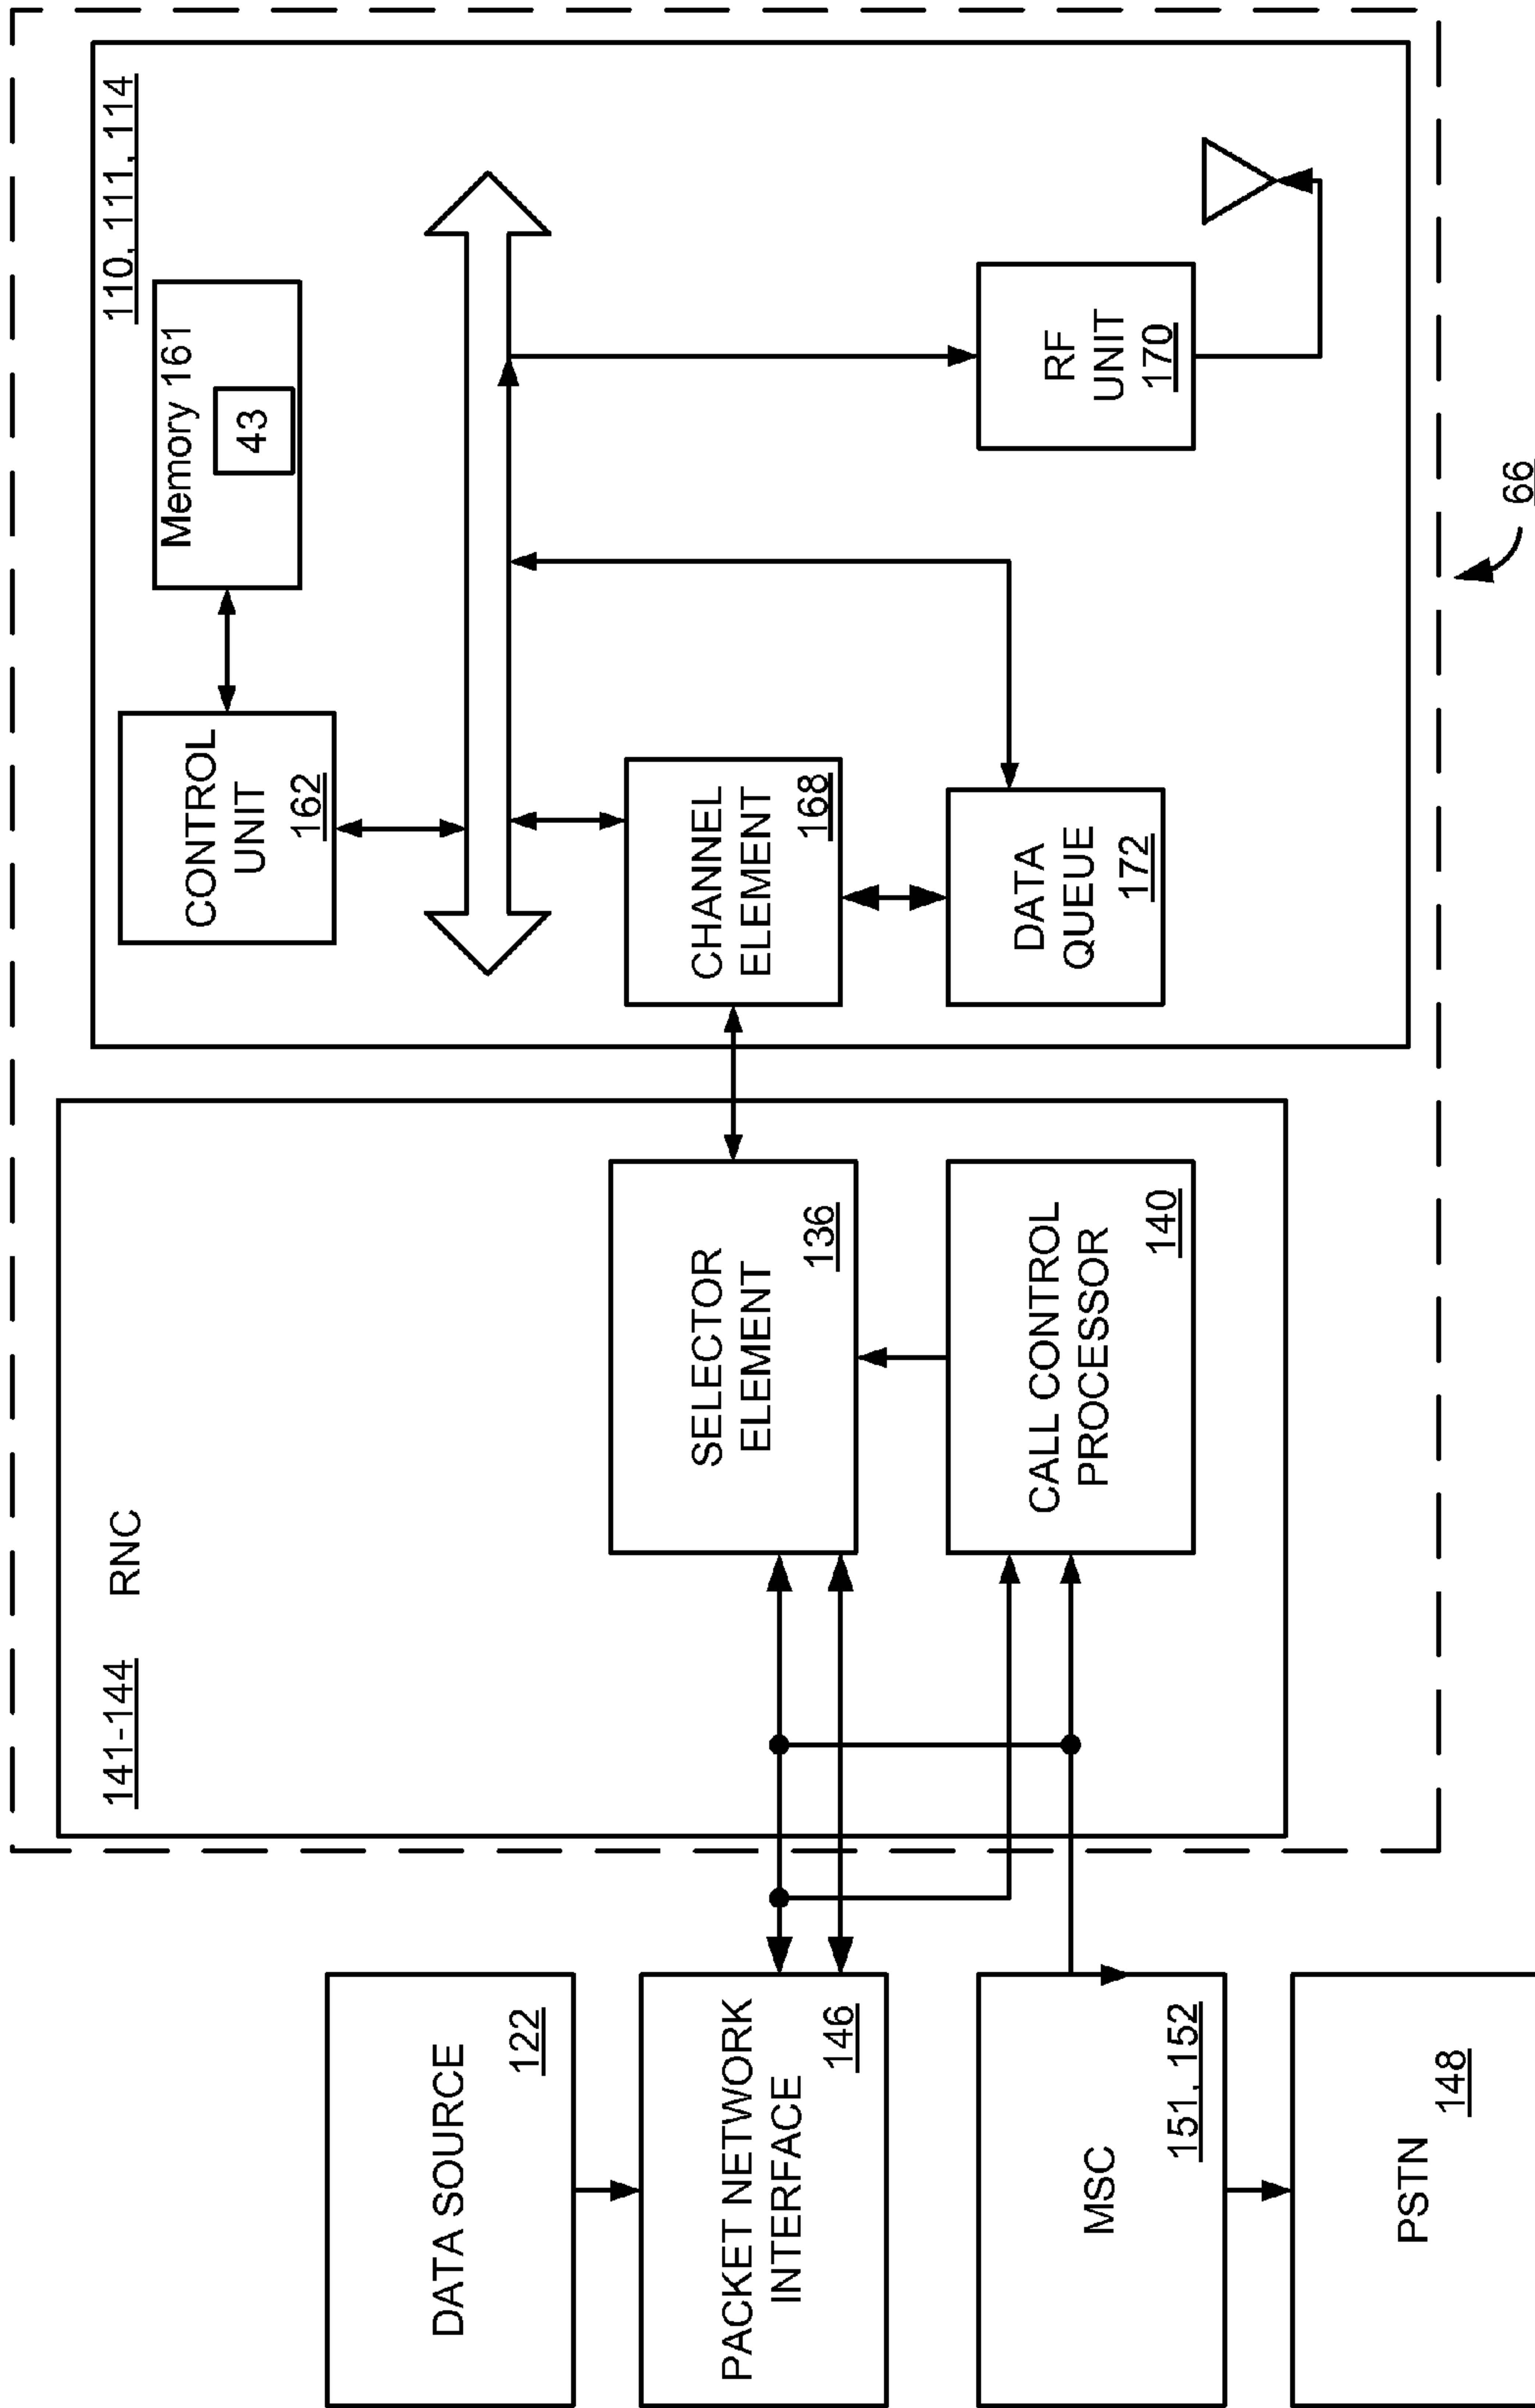 DATA SOURCE
122
PACKET NETWORK
INTERFACE
146
MSC
151, 152
PSTN
148
141-144
RNC
SELECTOR
ELEMENT
136
CALL CONTROL
PROCESSOR
140
110, 111, 114
CONTROL
UNIT
162
Memory 161
43
CHANNEL
ELEMENT
168
DATA
QUEUE
172
RF
UNIT
170
66